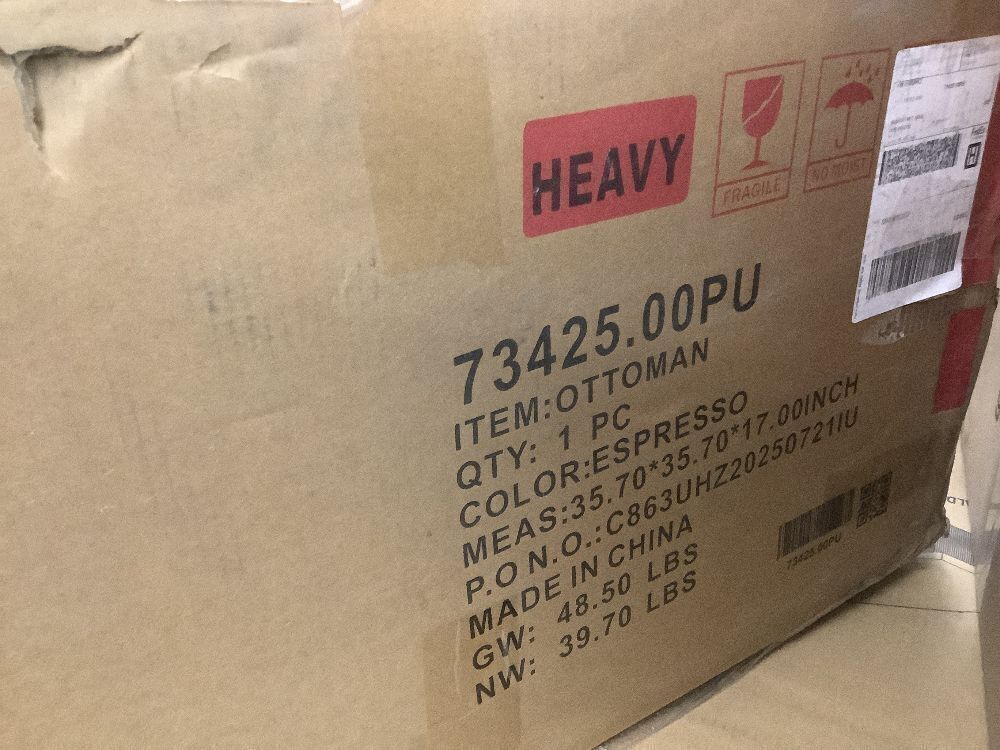 HEAVY
FRAGILE
NO MOIST
FedEx
H
73425.00PU
ITEM:OTTOMAN
QTY: 1 PC
COLOR:ESPRESSO
MEAS:35.70*35.70*17.00INCH
P.O N.O.:C863UHZ20250721IU
MADE IN CHINA
GW: 48.50 LBS
NW: 39.70 LBS
73425.00PU